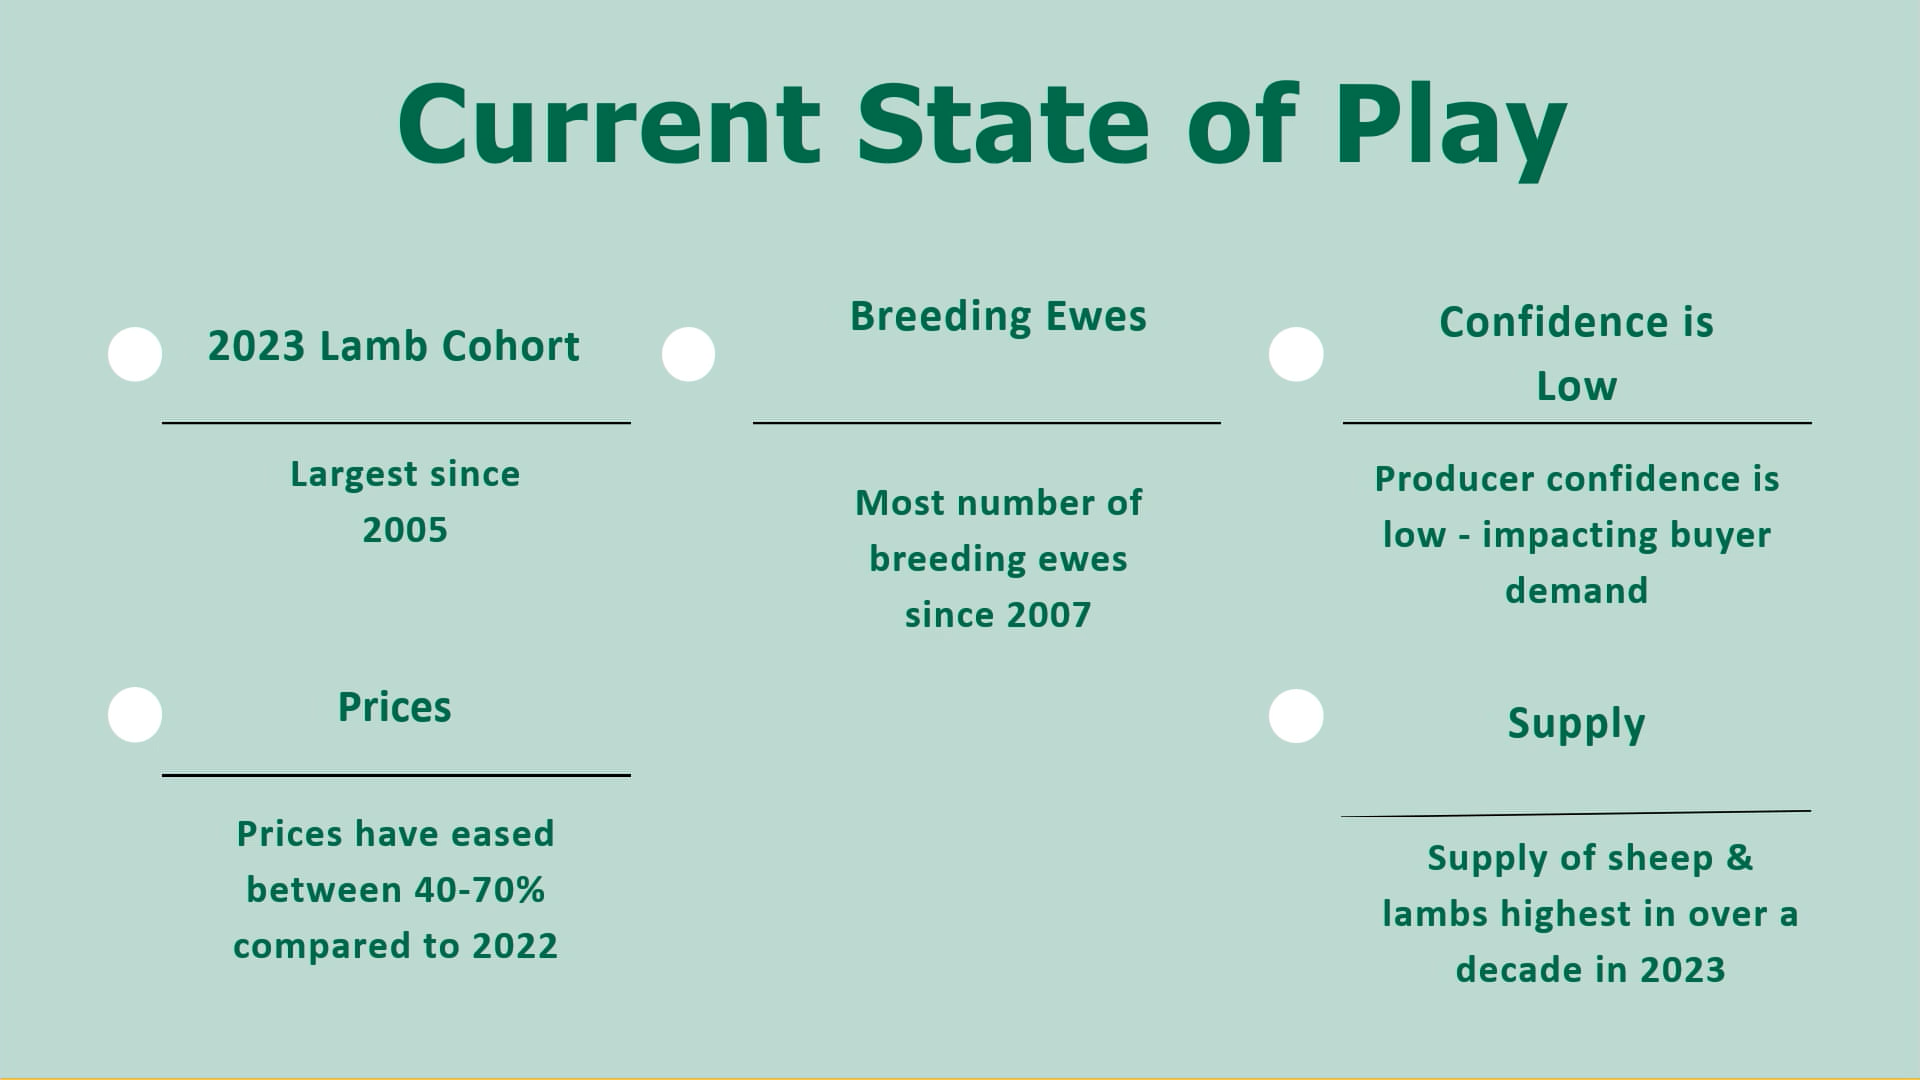 Current State of Play
2023 Lamb Cohort
Largest since
2005
Breeding Ewes
Most number of
breeding ewes
since 2007
Confidence is
Low
Producer confidence is
low - impacting buyer
demand
Prices
Prices have eased
between 40-70%
compared to 2022
Supply
Supply of sheep &
lambs highest in over a
decade in 2023